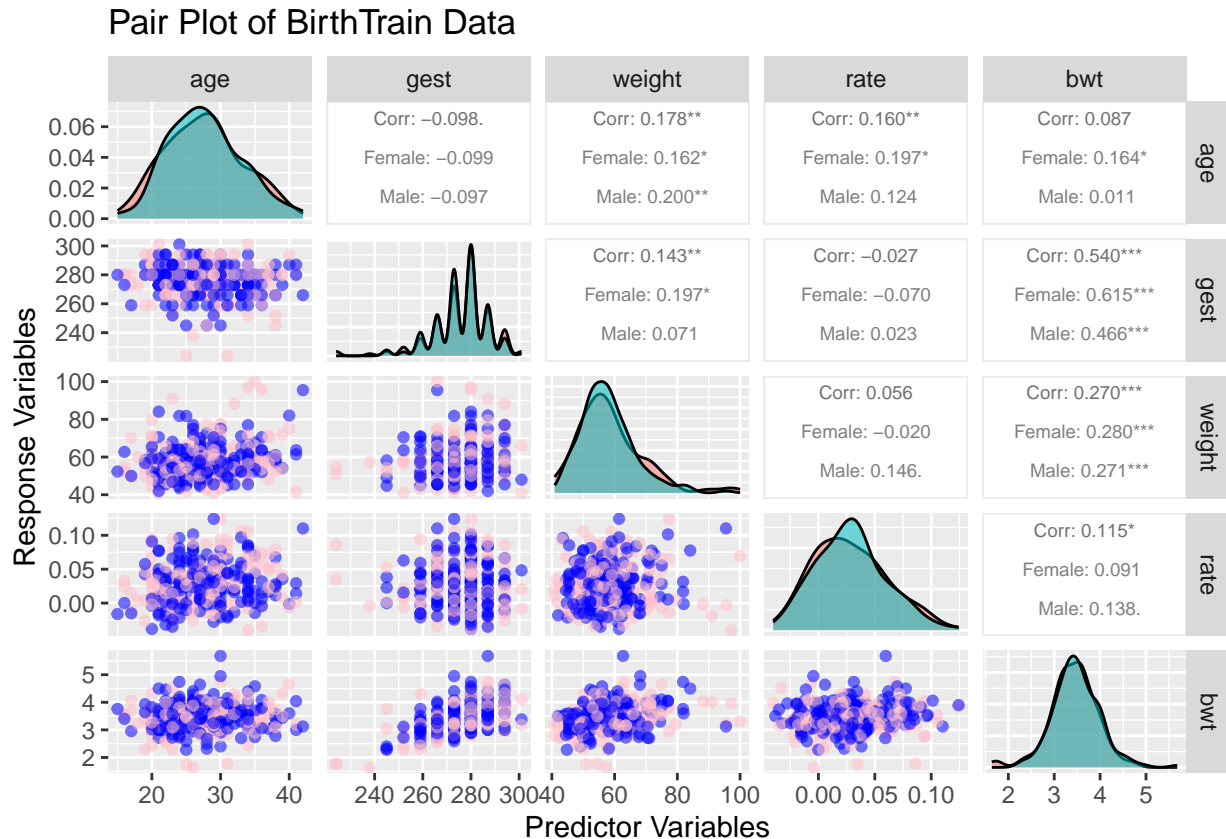 Pair Plot of BirthTrain Data
age gest weight rate bwt
Corr: −0.098. Corr: 0.178** Corr: 0.160** Corr: 0.087
Female: −0.099 Female: 0.162* Female: 0.197* Female: 0.164*
Male: −0.097 Male: 0.200** Male: 0.124 Male: 0.011
age
0.06
0.04
0.02
0.00
Corr: 0.143** Corr: −0.027 Corr: 0.540***
Female: 0.197* Female: −0.070 Female: 0.615***
Male: 0.071 Male: 0.023 Male: 0.466***
gest
300
280
260
240
Corr: 0.056 Corr: 0.270***
Female: −0.020 Female: 0.280***
Male: 0.146. Male: 0.271***
weight
100
80
60
40
Corr: 0.115*
Female: 0.091
Male: 0.138.
rate
0.10
0.05
0.00
bwt
5
4
3
2
Response Variables
20 30 40 240 260 280 300 40 60 80 100 0.00 0.05 0.10 2 3 4 5
Predictor Variables